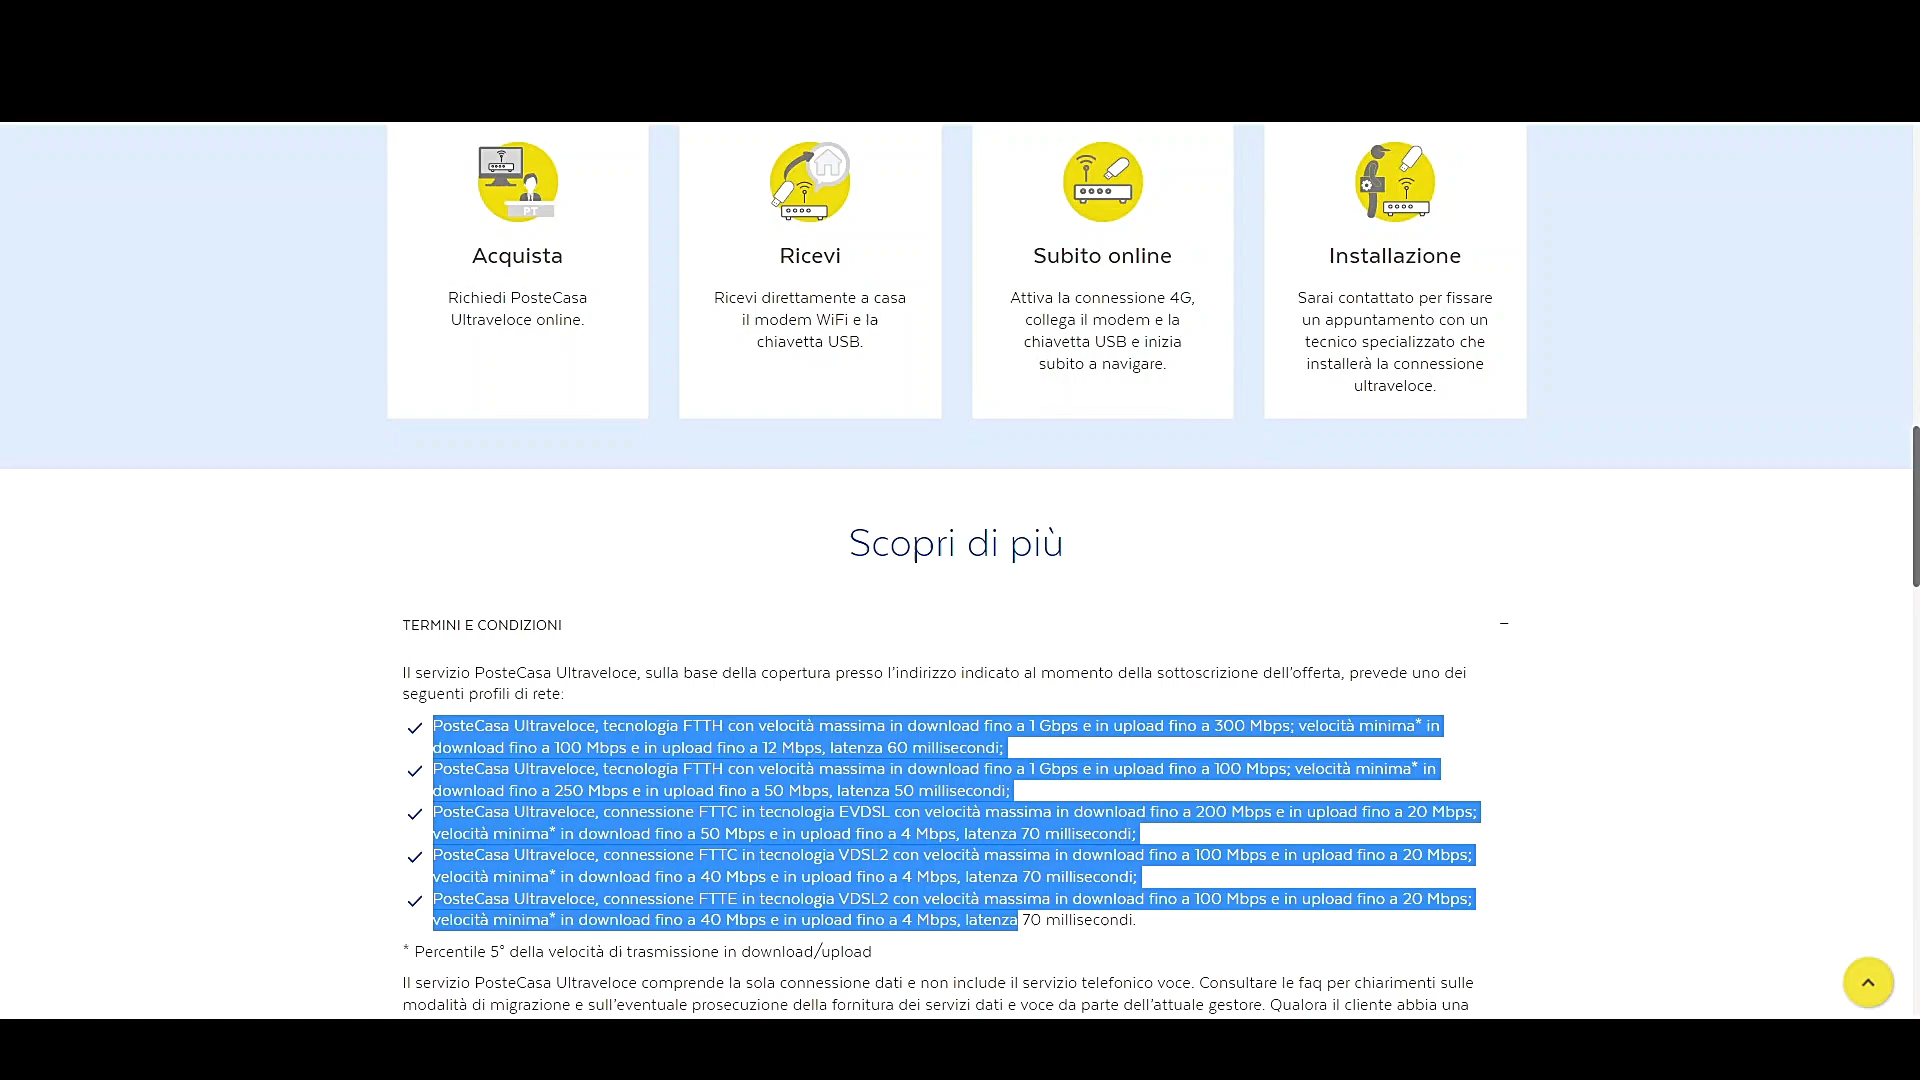 PT
Acquista
Richiedi PosteCasa
Ultraveloce online.
Ricevi
Ricevi direttamente a casa
il modem WiFi e la
chiavetta USB.
Subito online
Attiva la connessione 4G,
collega il modem e la
chiavetta USB e inizia
subito a navigare.
Installazione
Sarai contattato per fissare
un appuntamento con un
tecnico specializzato che
installerà la connessione
ultraveloce.
Scopri di più
TERMINI E CONDIZIONI
Il servizio PosteCasa Ultraveloce, sulla base della copertura presso l'indirizzo indicato al momento della sottoscrizione dell'offerta, prevede uno dei
seguenti profili di rete:
PosteCasa Ultraveloce, tecnologia FTTH con velocità massima in download fino a 1 Gbps e in upload fino a 300 Mbps; velocità minima* in
download fino a 100 Mbps e in upload fino a 12 Mbps, latenza 60 millisecondi;
PosteCasa Ultraveloce, tecnologia FTTH con velocità massima in download fino a 1 Gbps e in upload fino a 100 Mbps; velocità minima* in
download fino a 250 Mbps e in upload fino a 50 Mbps, latenza 50 millisecondi;
PosteCasa Ultraveloce, connessione FTTC in tecnologia EVDSL con velocità massima in download fino a 200 Mbps e in upload fino a 20 Mbps;
velocità minima* in download fino a 50 Mbps e in upload fino a 4 Mbps, latenza 70 millisecondi;
PosteCasa Ultraveloce, connessione FTTC in tecnologia VDSL2 con velocità massima in download fino a 100 Mbps e in upload fino a 20 Mbps;
velocità minima* in download fino a 40 Mbps e in upload fino a 4 Mbps, latenza 70 millisecondi;
PosteCasa Ultraveloce, connessione FTTE in tecnologia VDSL2 con velocità massima in download fino a 100 Mbps e in upload fino a 20 Mbps;
velocità minima* in download fino a 40 Mbps e in upload fino a 4 Mbps, latenza 70 millisecondi.
* Percentile 5° della velocità di trasmissione in download/upload
Il servizio PosteCasa Ultraveloce comprende la sola connessione dati e non include il servizio telefonico voce. Consultare le faq per chiarimenti sulle
modalità di migrazione e sull'eventuale prosecuzione della fornitura dei servizi dati e voce da parte dell'attuale gestore. Qualora il cliente abbia una